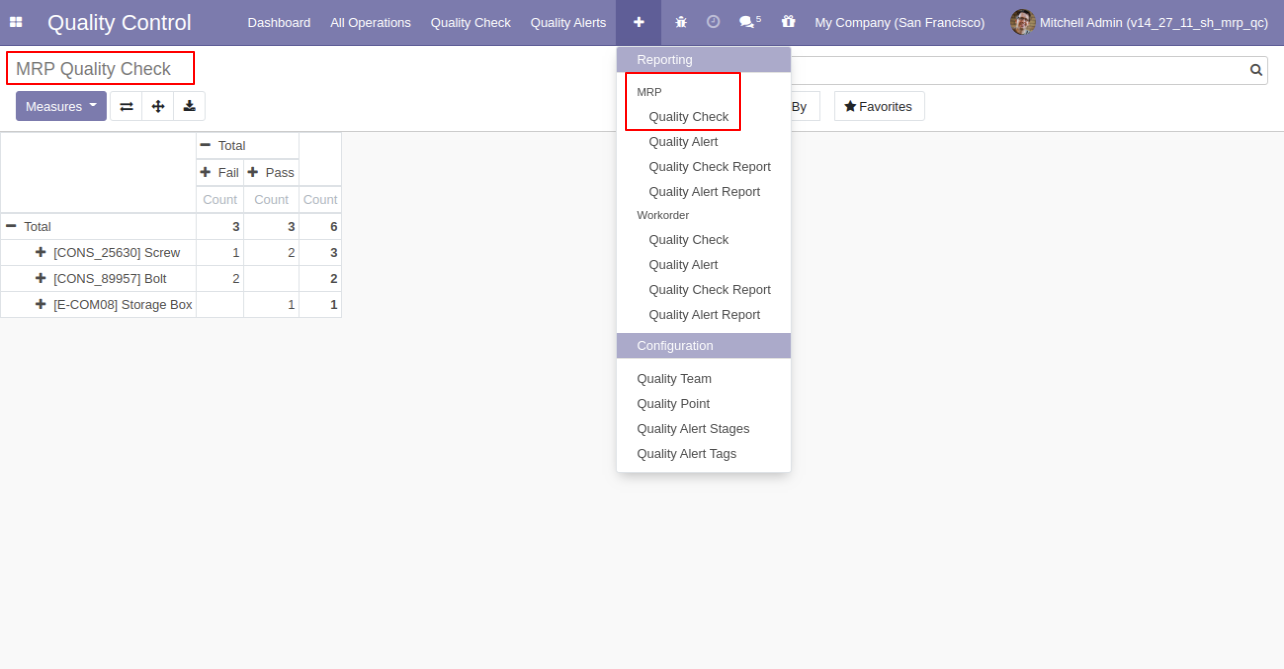 Quality Control Dashboard All Operations Quality Check Quality Alerts 5 My Company (San Francisco) Mitchell Admin (v14_27_11_sh_mrp_qc)
MRP Quality Check
Measures
By Favorites
Total
Fail Pass
Count Count Count
Total 3 3 6
[CONS_25630] Screw 1 2 3
[CONS_89957] Bolt 2 2
[E-COM08] Storage Box 1 1
Reporting
MRP
Quality Check
Quality Alert
Quality Check Report
Quality Alert Report
Workorder
Quality Check
Quality Alert
Quality Check Report
Quality Alert Report
Configuration
Quality Team
Quality Point
Quality Alert Stages
Quality Alert Tags